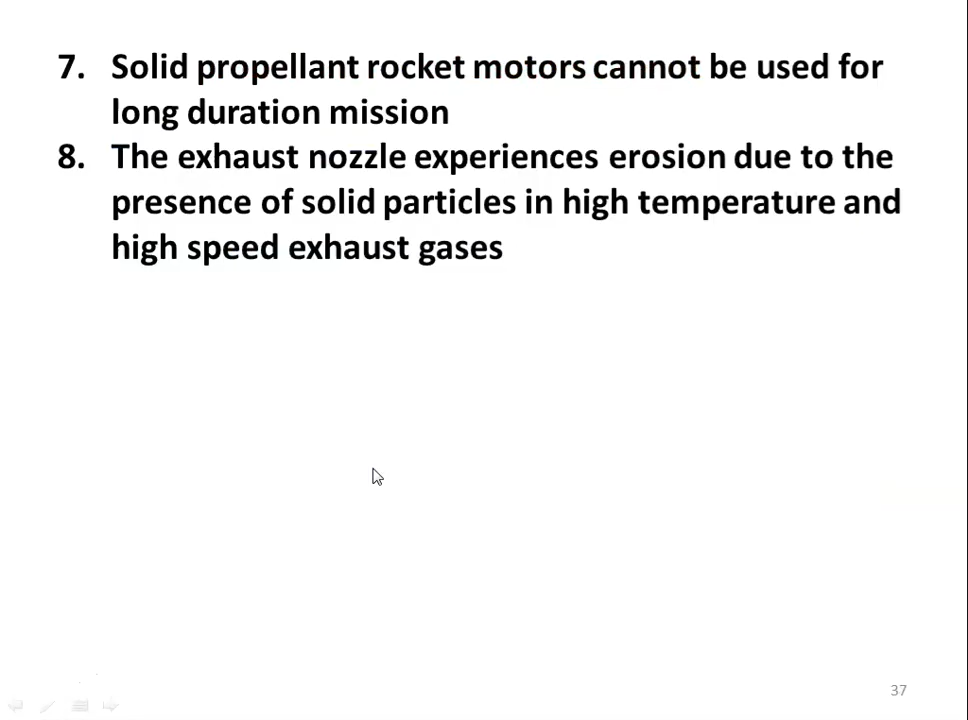 7. Solid propellant rocket motors cannot be used for
long duration mission
8. The exhaust nozzle experiences erosion due to the
presence of solid particles in high temperature and
high speed exhaust gases
37